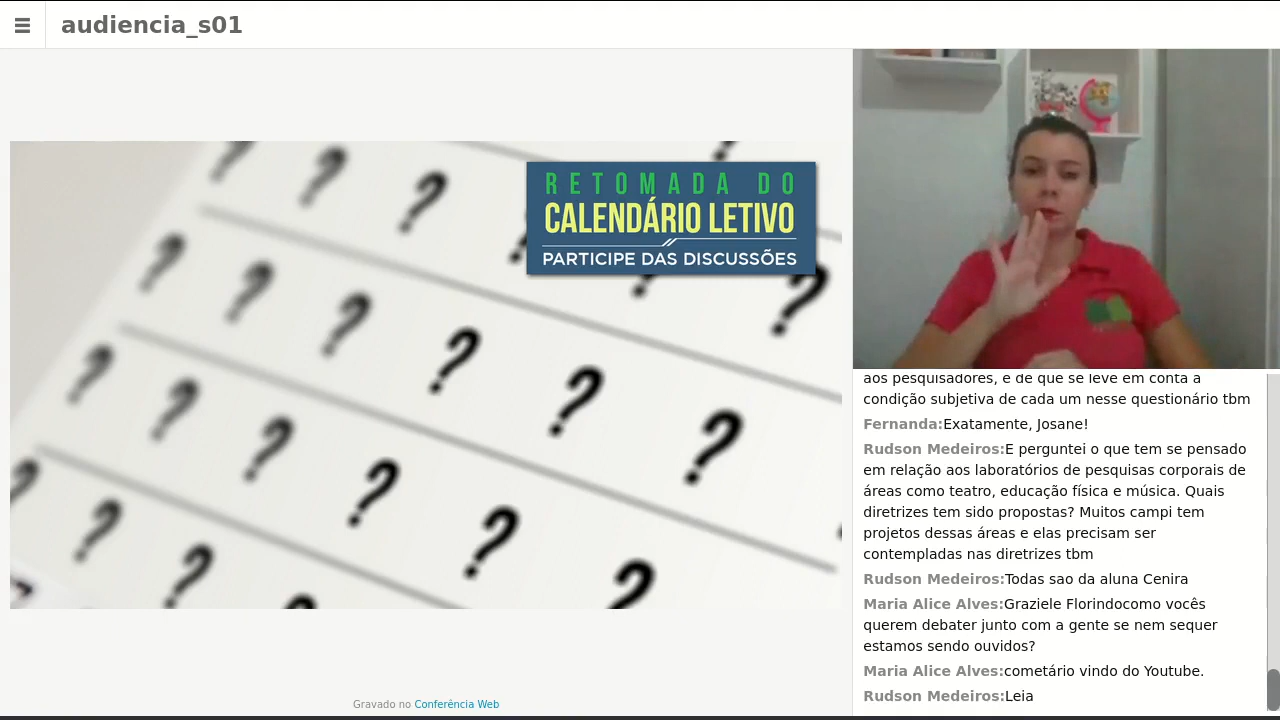 audiencia_s01
RETOMADA DO
CALENDÁRIO LETIVO
PARTICIPE DAS DISCUSSÕES
? ? ? ?
? ? ? ? ? ?
? ? ? ? ? ?
? ? ? ?
aos pesquisadores, e de que se leve em conta a
condição subjetiva de cada um nesse questionário tbm
Fernanda:Exatamente, Josane!
Rudson Medeiros:E perguntei o que tem se pensado
em relação aos laboratórios de pesquisas corporais de
áreas como teatro, educação física e música. Quais
diretrizes tem sido propostas? Muitos campi tem
projetos dessas áreas e elas precisam ser
contempladas nas diretrizes tbm
Rudson Medeiros:Todas sao da aluna Cenira
Maria Alice Alves:Graziele Florindocomo vocês
querem debater junto com a gente se nem sequer
estamos sendo ouvidos?
Maria Alice Alves:cometário vindo do Youtube.
Rudson Medeiros:Leia
Gravado no Conferência Web